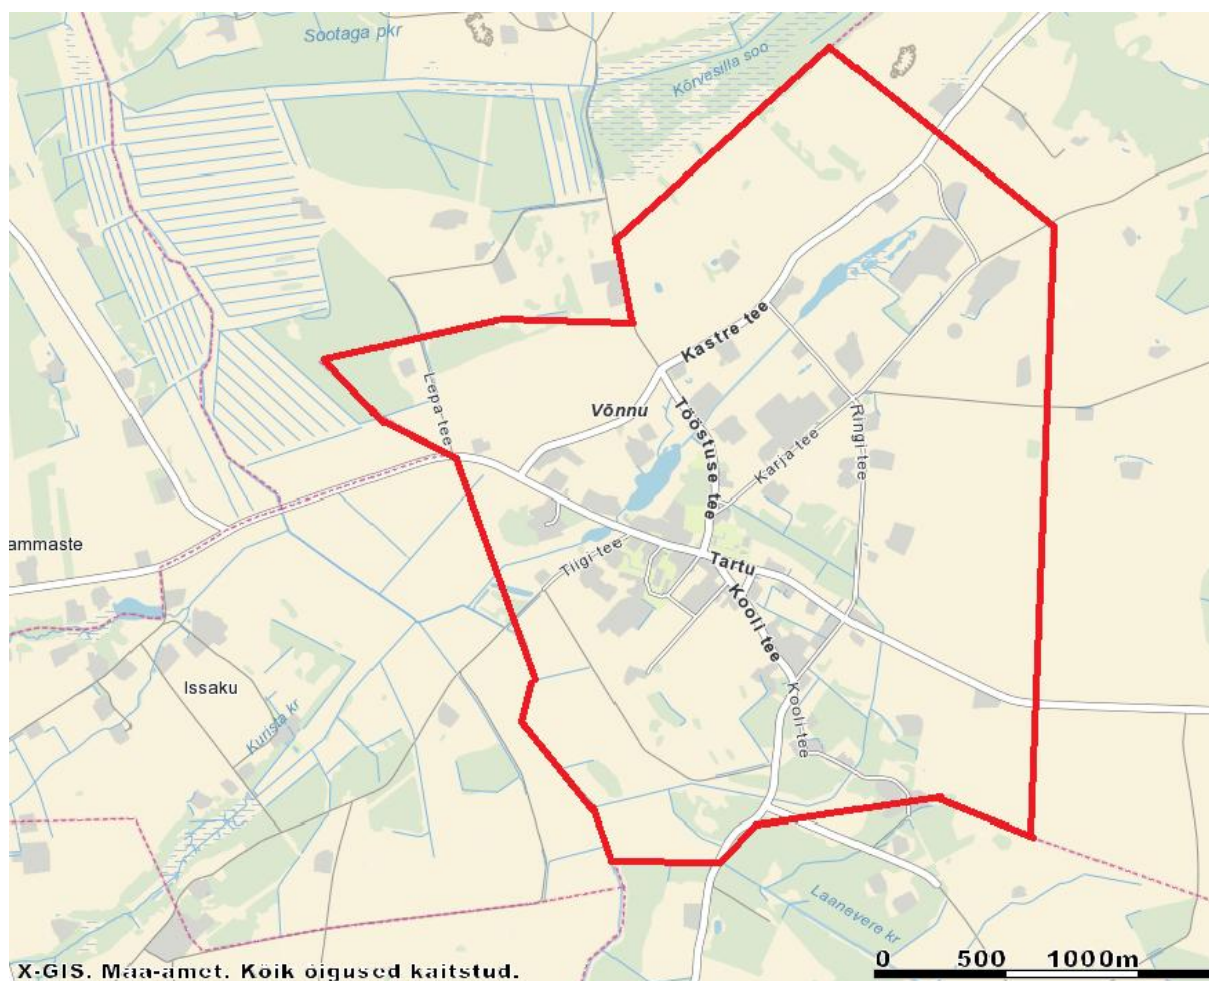 Sootaga pkr
Kõrvesilla soo
Kastre tee
Lepa tee
Võnnu
Tööstuse tee
Karja tee
Ringi tee
ammaste
Tiigi tee
Tartu
Kooli tee
Issaku
Kooli tee
Kurista kr
Laanevere kr
0 500 1000m
X-GIS. Maa-amet. Kõik õigused kaitstud.